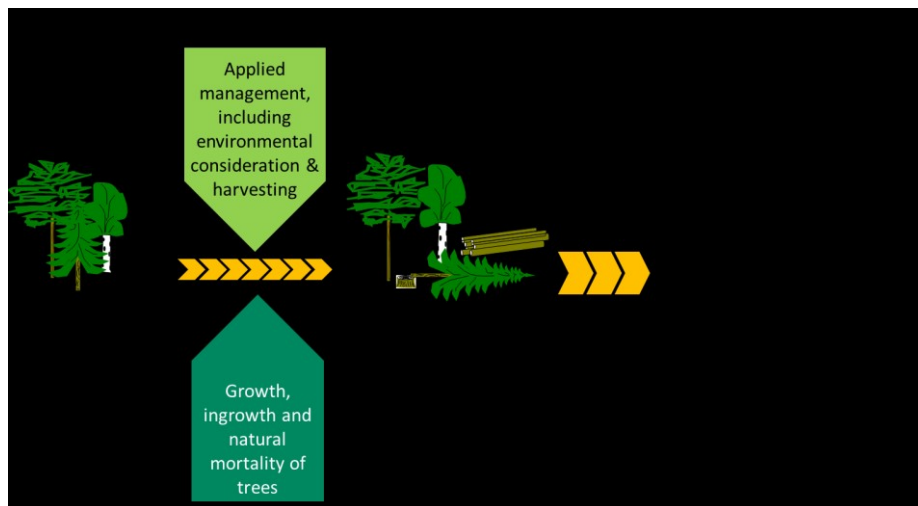 Applied
management,
including
environmental
consideration &
harvesting
Growth,
ingrowth and
natural
mortality of
trees